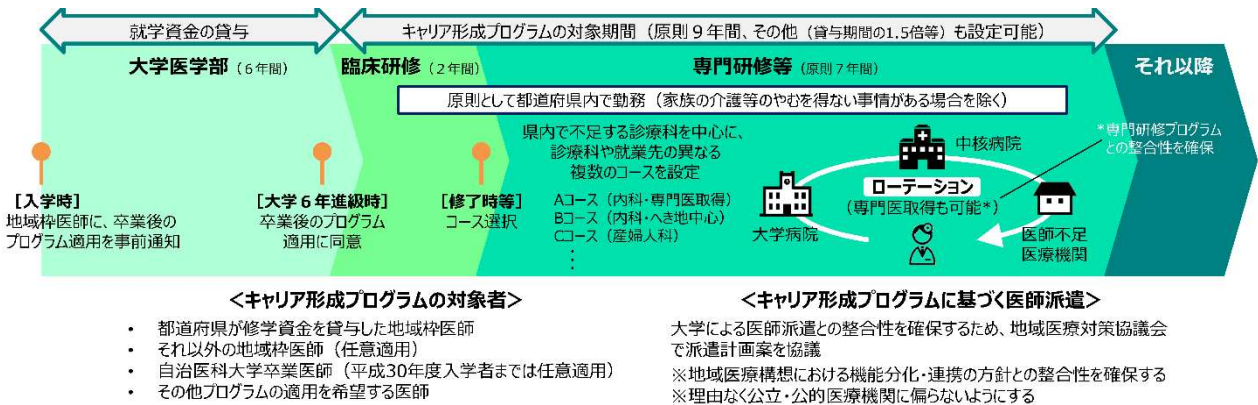 就学資金の貸与
キャリア形成プログラムの対象期間（原則９年間、その他（貸与期間の1.5倍等）も設定可能）
大学医学部（６年間）
臨床研修（２年間）
専門研修等（原則７年間）
それ以降
原則として都道府県内で勤務（家族の介護等のやむを得ない事情がある場合を除く）
県内で不足する診療科を中心に、
診療科や就業先の異なる
複数のコースを設定
Aコース（内科・専門医取得）
Bコース（内科・へき地中心）
Cコース（産婦人科）
：
[入学時]
地域枠医師に、卒業後の
プログラム適用を事前通知
[大学６年進級時]
卒業後のプログラム
適用に同意
[修了時等]
コース選択
中核病院
*専門研修プログラム
との整合性を確保
ローテーション
（専門医取得も可能*）
大学病院
医師不足
医療機関
＜キャリア形成プログラムの対象者＞
• 都道府県が修学資金を貸与した地域枠医師
• それ以外の地域枠医師（任意適用）
• 自治医科大学卒業医師（平成30年度入学者までは任意適用）
• その他プログラムの適用を希望する医師
＜キャリア形成プログラムに基づく医師派遣＞
大学による医師派遣との整合性を確保するため、地域医療対策協議会
で派遣計画案を協議
※地域医療構想における機能分化・連携の方針との整合性を確保する
※理由なく公立・公的医療機関に偏らないようにする